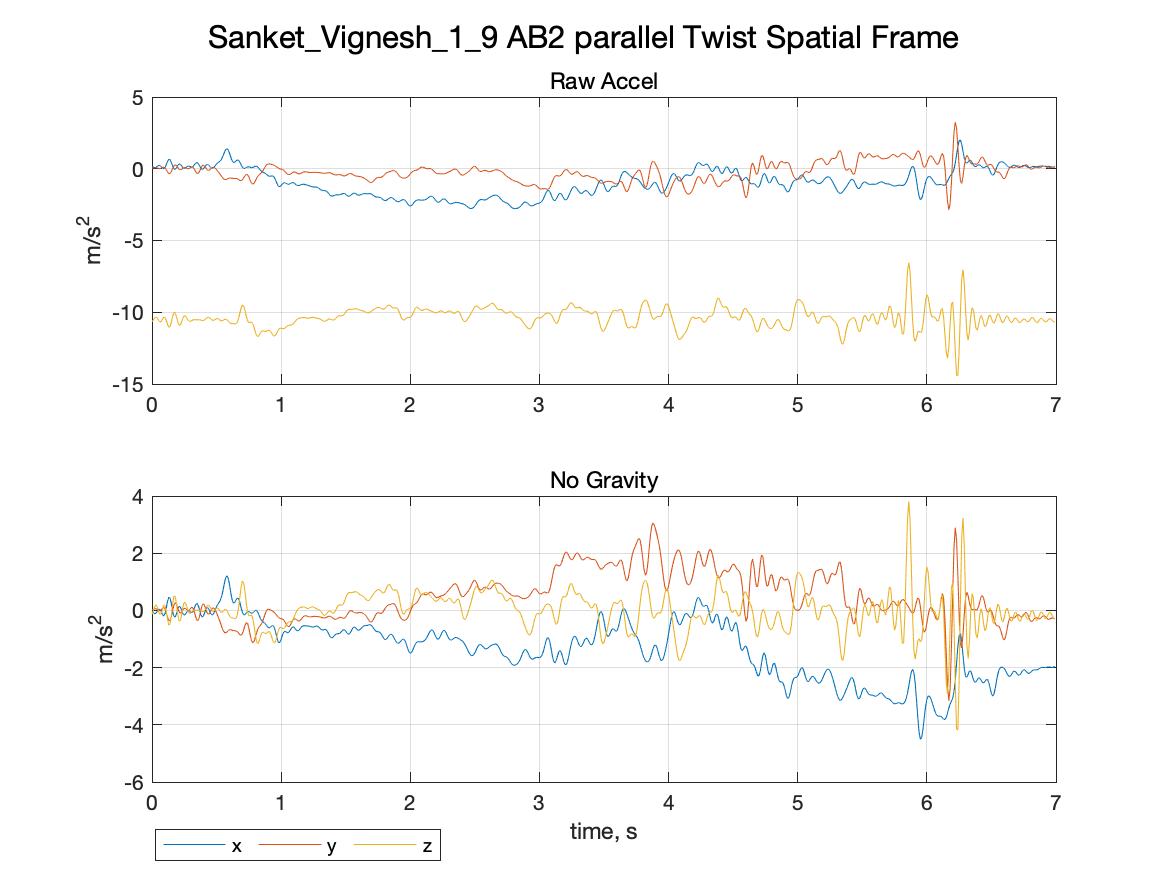 Sanket_Vignesh_1_9 AB2 parallel Twist Spatial Frame
Raw Accel
5
0
-5
-10
-15
m/s2
0 1 2 3 4 5 6 7
No Gravity
4
2
0
-2
-4
-6
m/s2
0 1 2 3 4 5 6 7
time, s
x y z